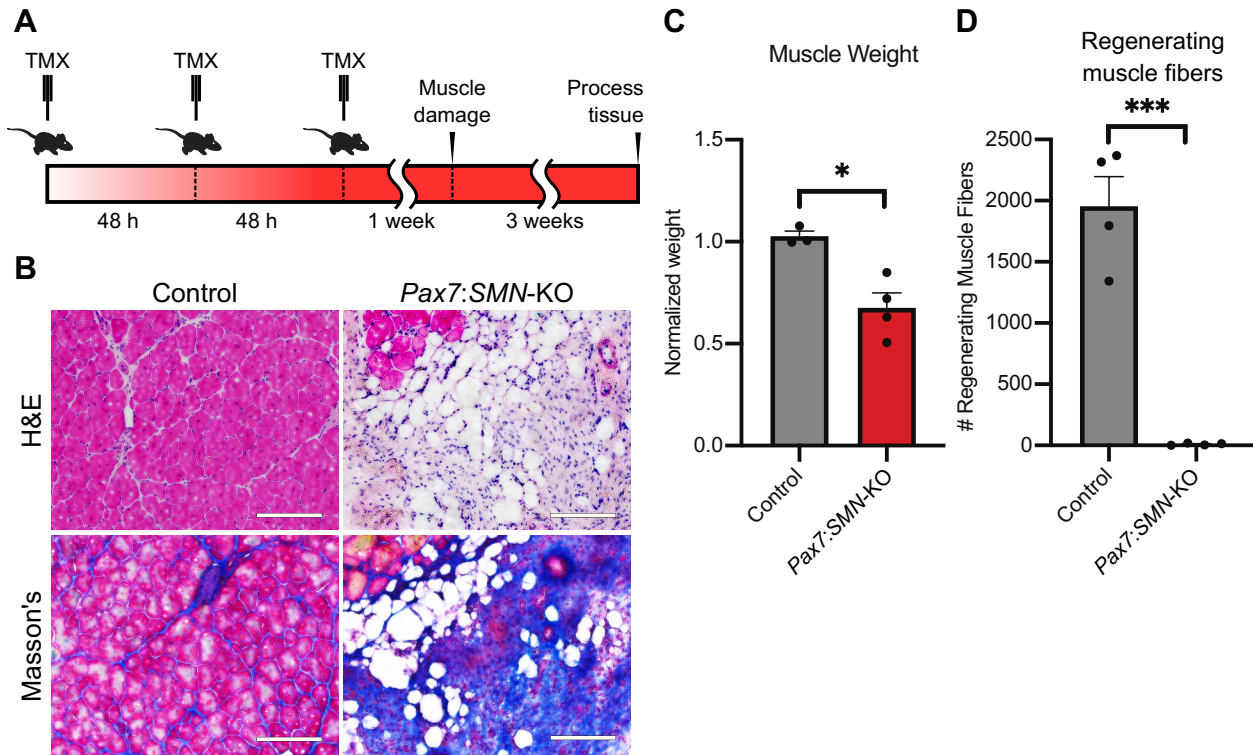 A
TMX
TMX
TMX
Muscle
damage
Process
tissue
48 h
48 h
1 week
3 weeks
B
Control
Pax7:SMN-KO
H&E
Masson's
C
Muscle Weight
*
Normalized weight
1.5
1.0
0.5
0.0
Control
Pax7:SMN-KO
D
Regenerating
muscle fibers
***
# Regenerating Muscle Fibers
2500
2000
1500
1000
500
0
Control
Pax7:SMN-KO